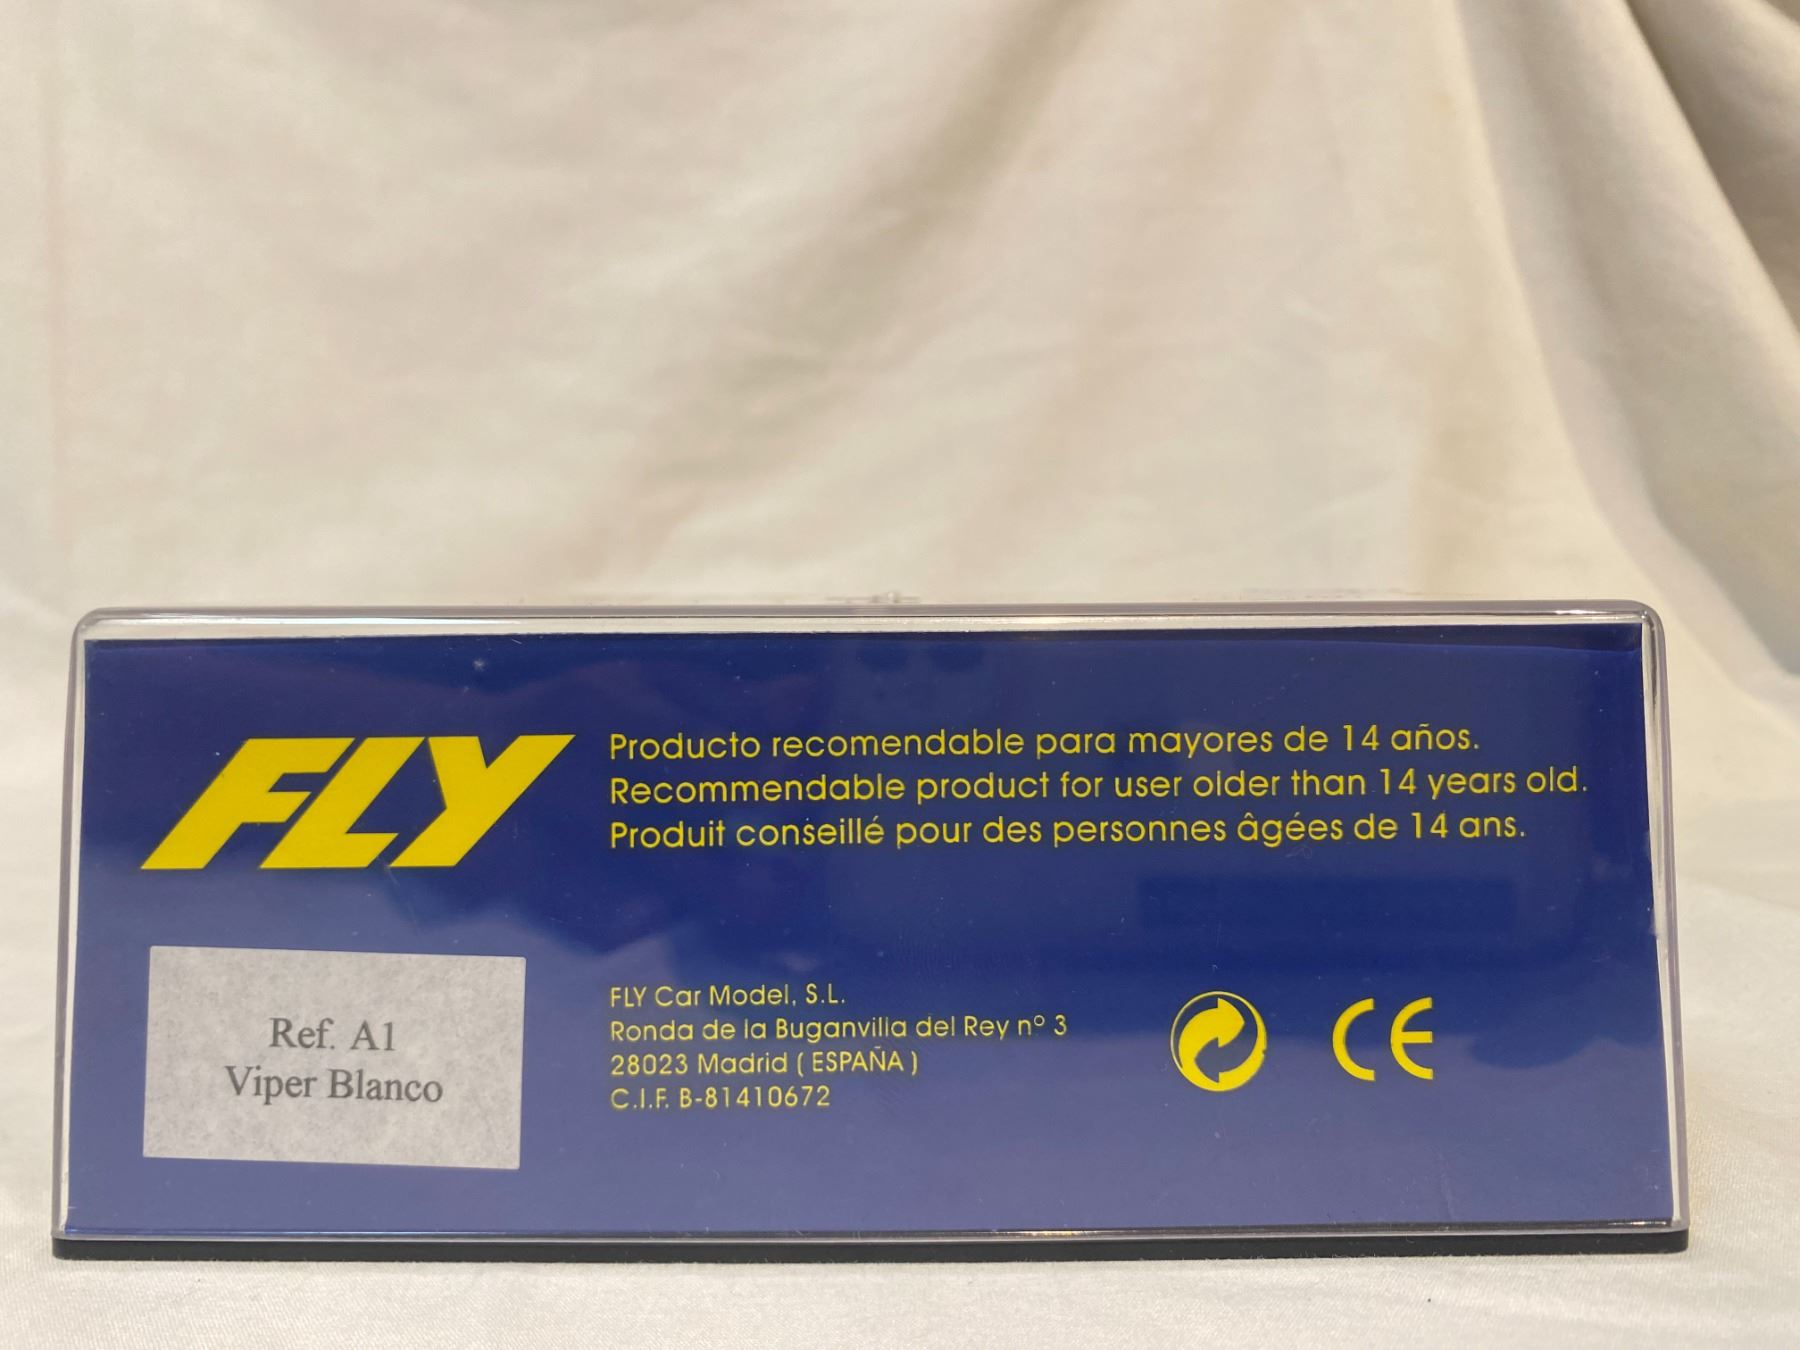 FLY
Producto recomendable para mayores de 14 años.
Recommendable product for user older than 14 years old.
Produit conseillé pour des personnes âgées de 14 ans.
Ref. A1
Viper Blanco
FLY Car Model, S.L.
Ronda de la Buganvilla del Rey nº 3
28023 Madrid ( ESPAÑA )
C.I.F. B-81410672
CE